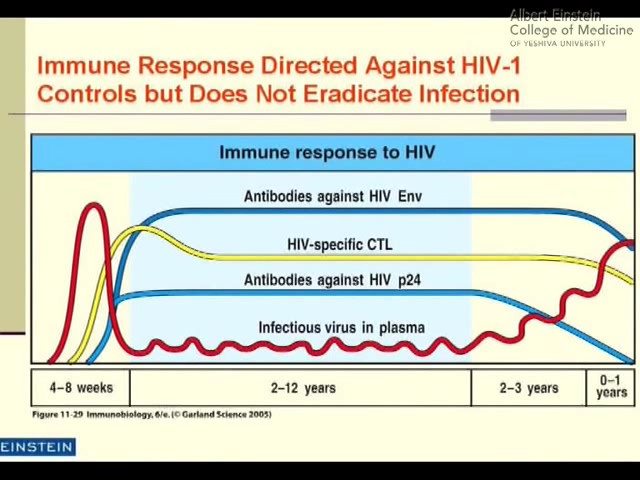 Albert Einstein
College of Medicine
OF YESHIVA UNIVERSITY
Immune Response Directed Against HIV-1
Controls but Does Not Eradicate Infection
Immune response to HIV
Antibodies against HIV Env
HIV-specific CTL
Antibodies against HIV p24
Infectious virus in plasma
4–8 weeks
2–12 years
2–3 years
0–1
years
Figure 11-29 Immunobiology, 6/e. (© Garland Science 2005)
EINSTEIN